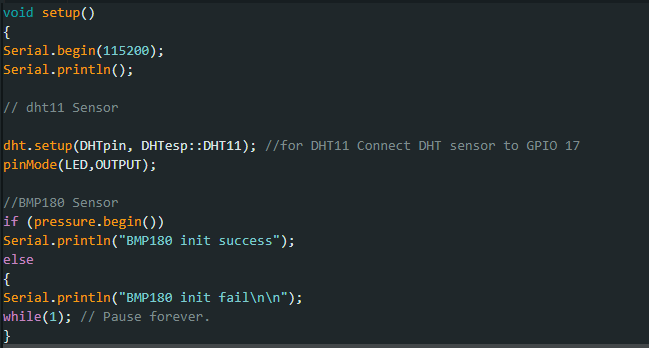 void setup()
{
Serial.begin(115200);
Serial.println();
// dht11 Sensor
dht.setup(DHTpin, DHTesp::DHT11); //for DHT11 Connect DHT sensor to GPIO 17
pinMode(LED,OUTPUT);
//BMP180 Sensor
if (pressure.begin())
Serial.println("BMP180 init success");
else
{
Serial.println("BMP180 init fail\n\n");
while(1); // Pause forever.
}